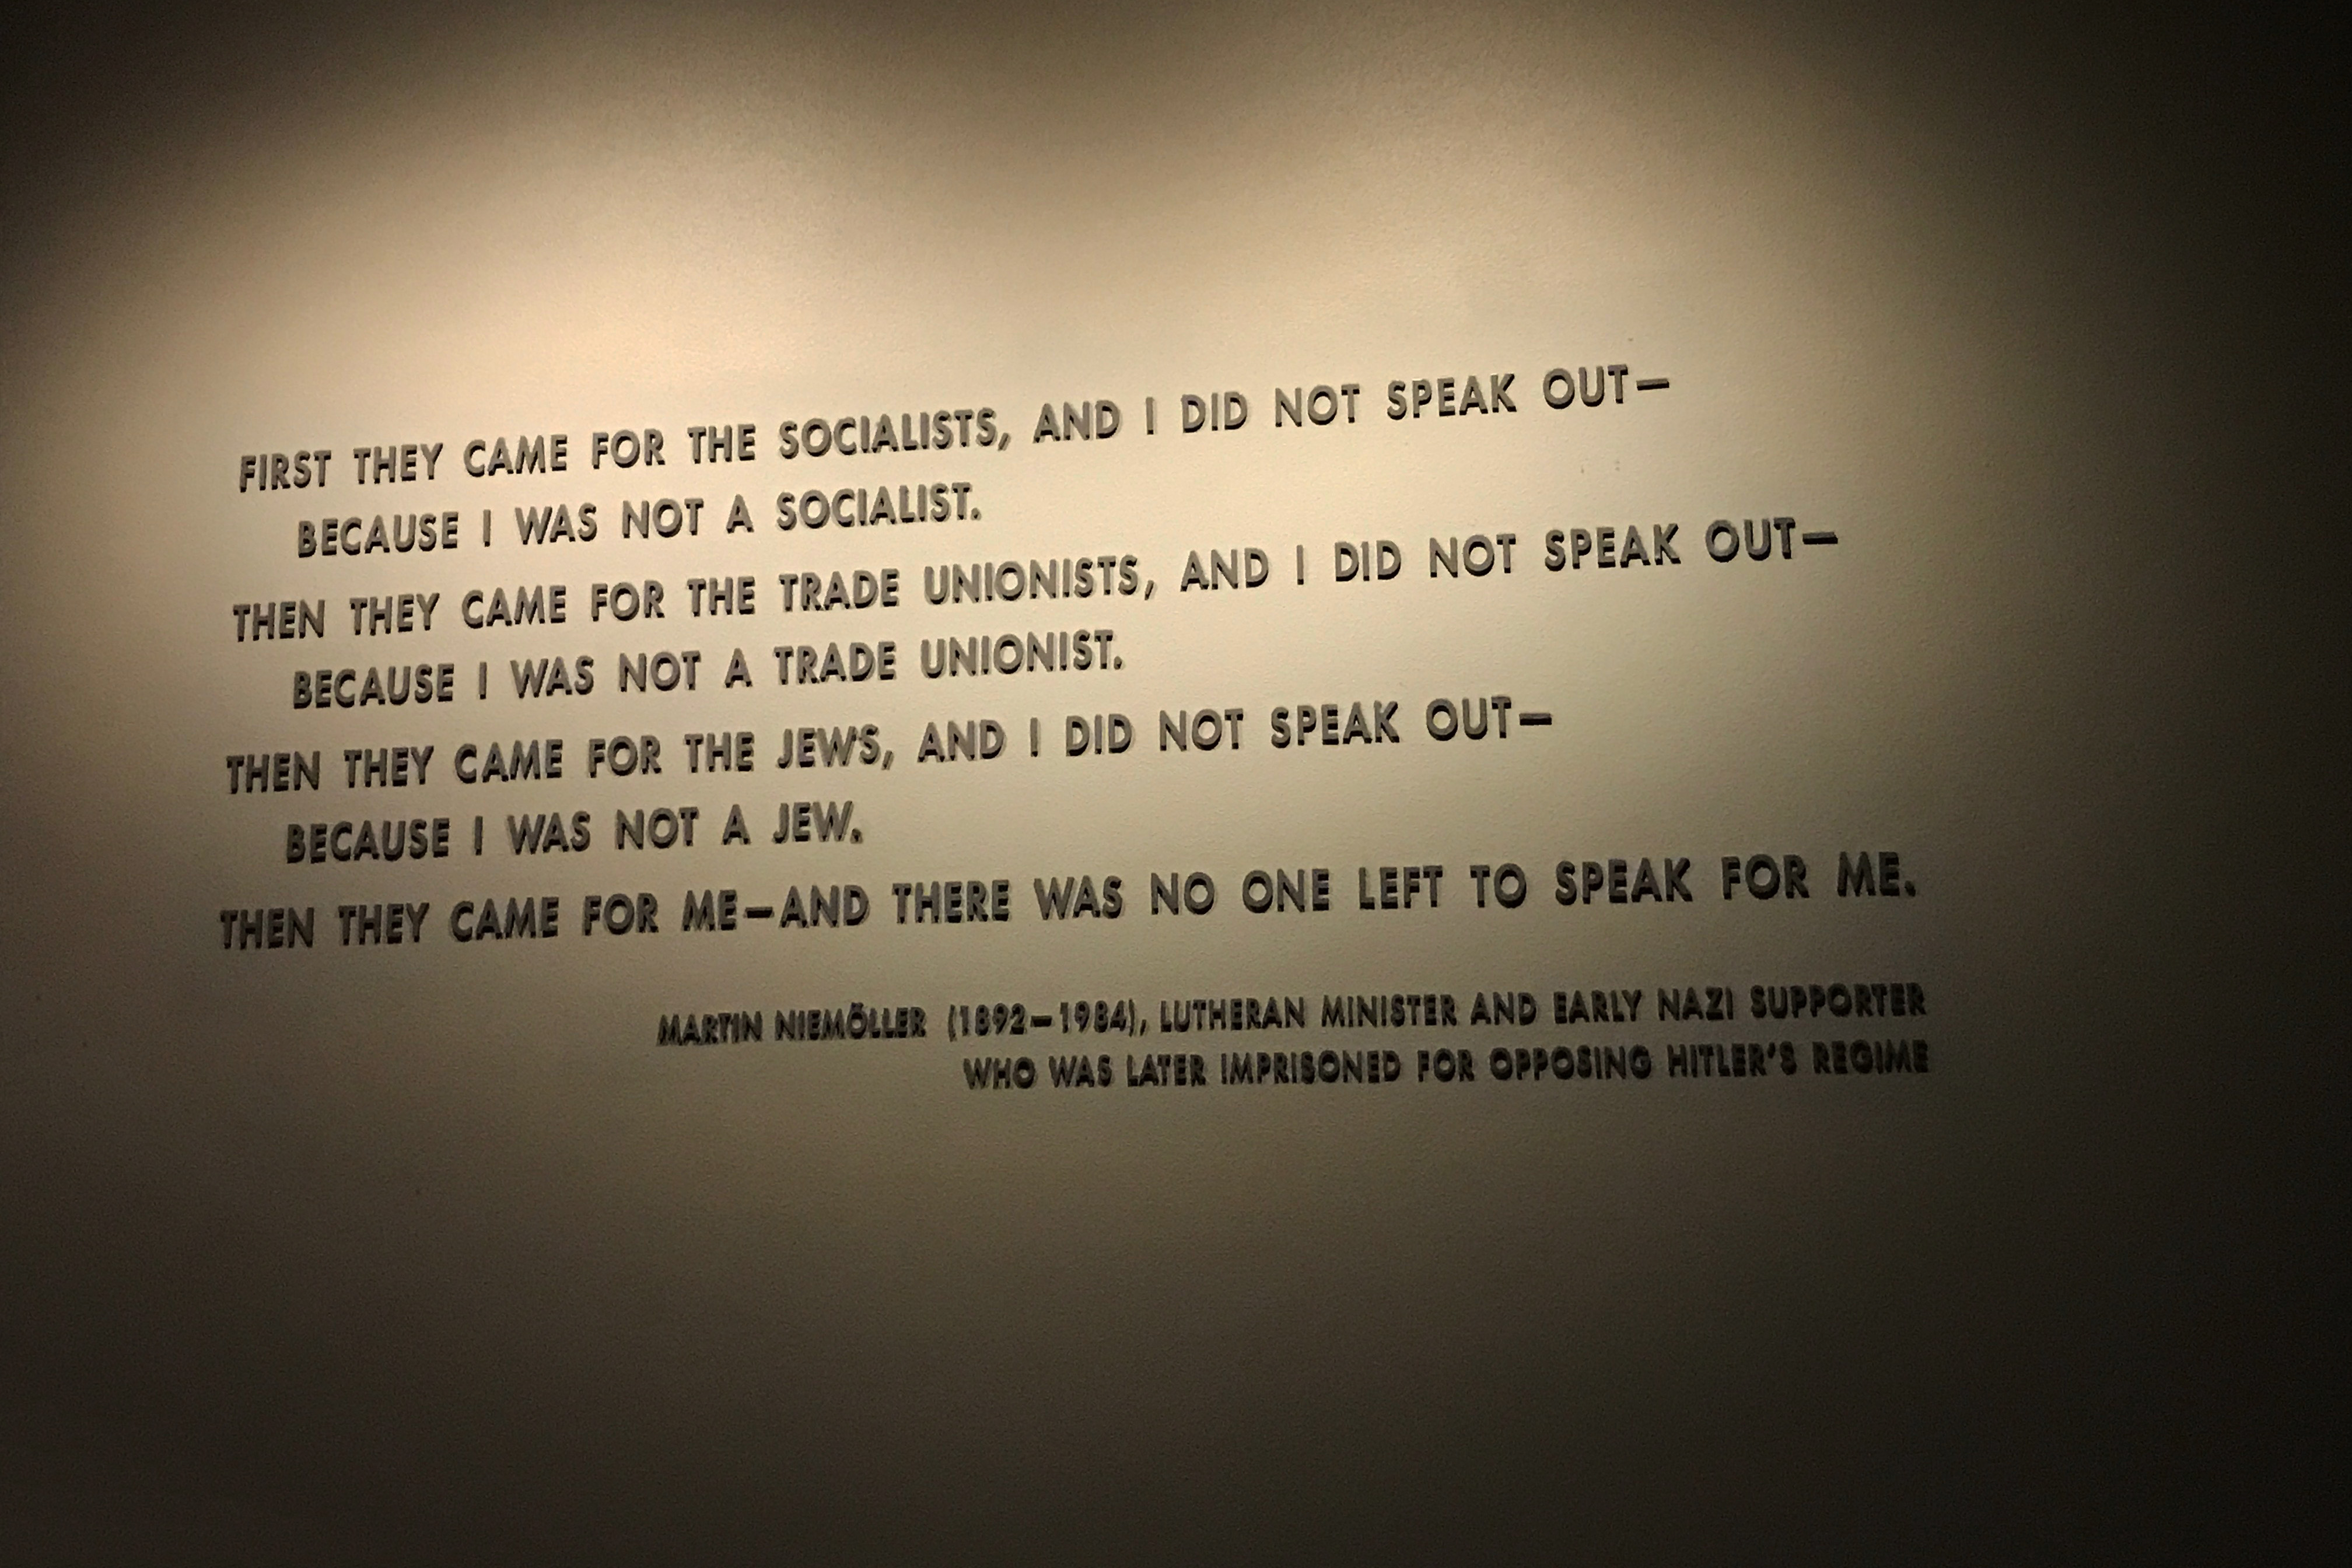 FIRST THEY CAME FOR THE SOCIALISTS, AND I DID NOT SPEAK OUT—
BECAUSE I WAS NOT A SOCIALIST.
THEN THEY CAME FOR THE TRADE UNIONISTS, AND I DID NOT SPEAK OUT—
BECAUSE I WAS NOT A TRADE UNIONIST.
THEN THEY CAME FOR THE JEWS, AND I DID NOT SPEAK OUT—
BECAUSE I WAS NOT A JEW.
THEN THEY CAME FOR ME—AND THERE WAS NO ONE LEFT TO SPEAK FOR ME.
MARTIN NIEMÖLLER (1892–1984), LUTHERAN MINISTER AND EARLY NAZI SUPPORTER
WHO WAS LATER IMPRISONED FOR OPPOSING HITLER'S REGIME